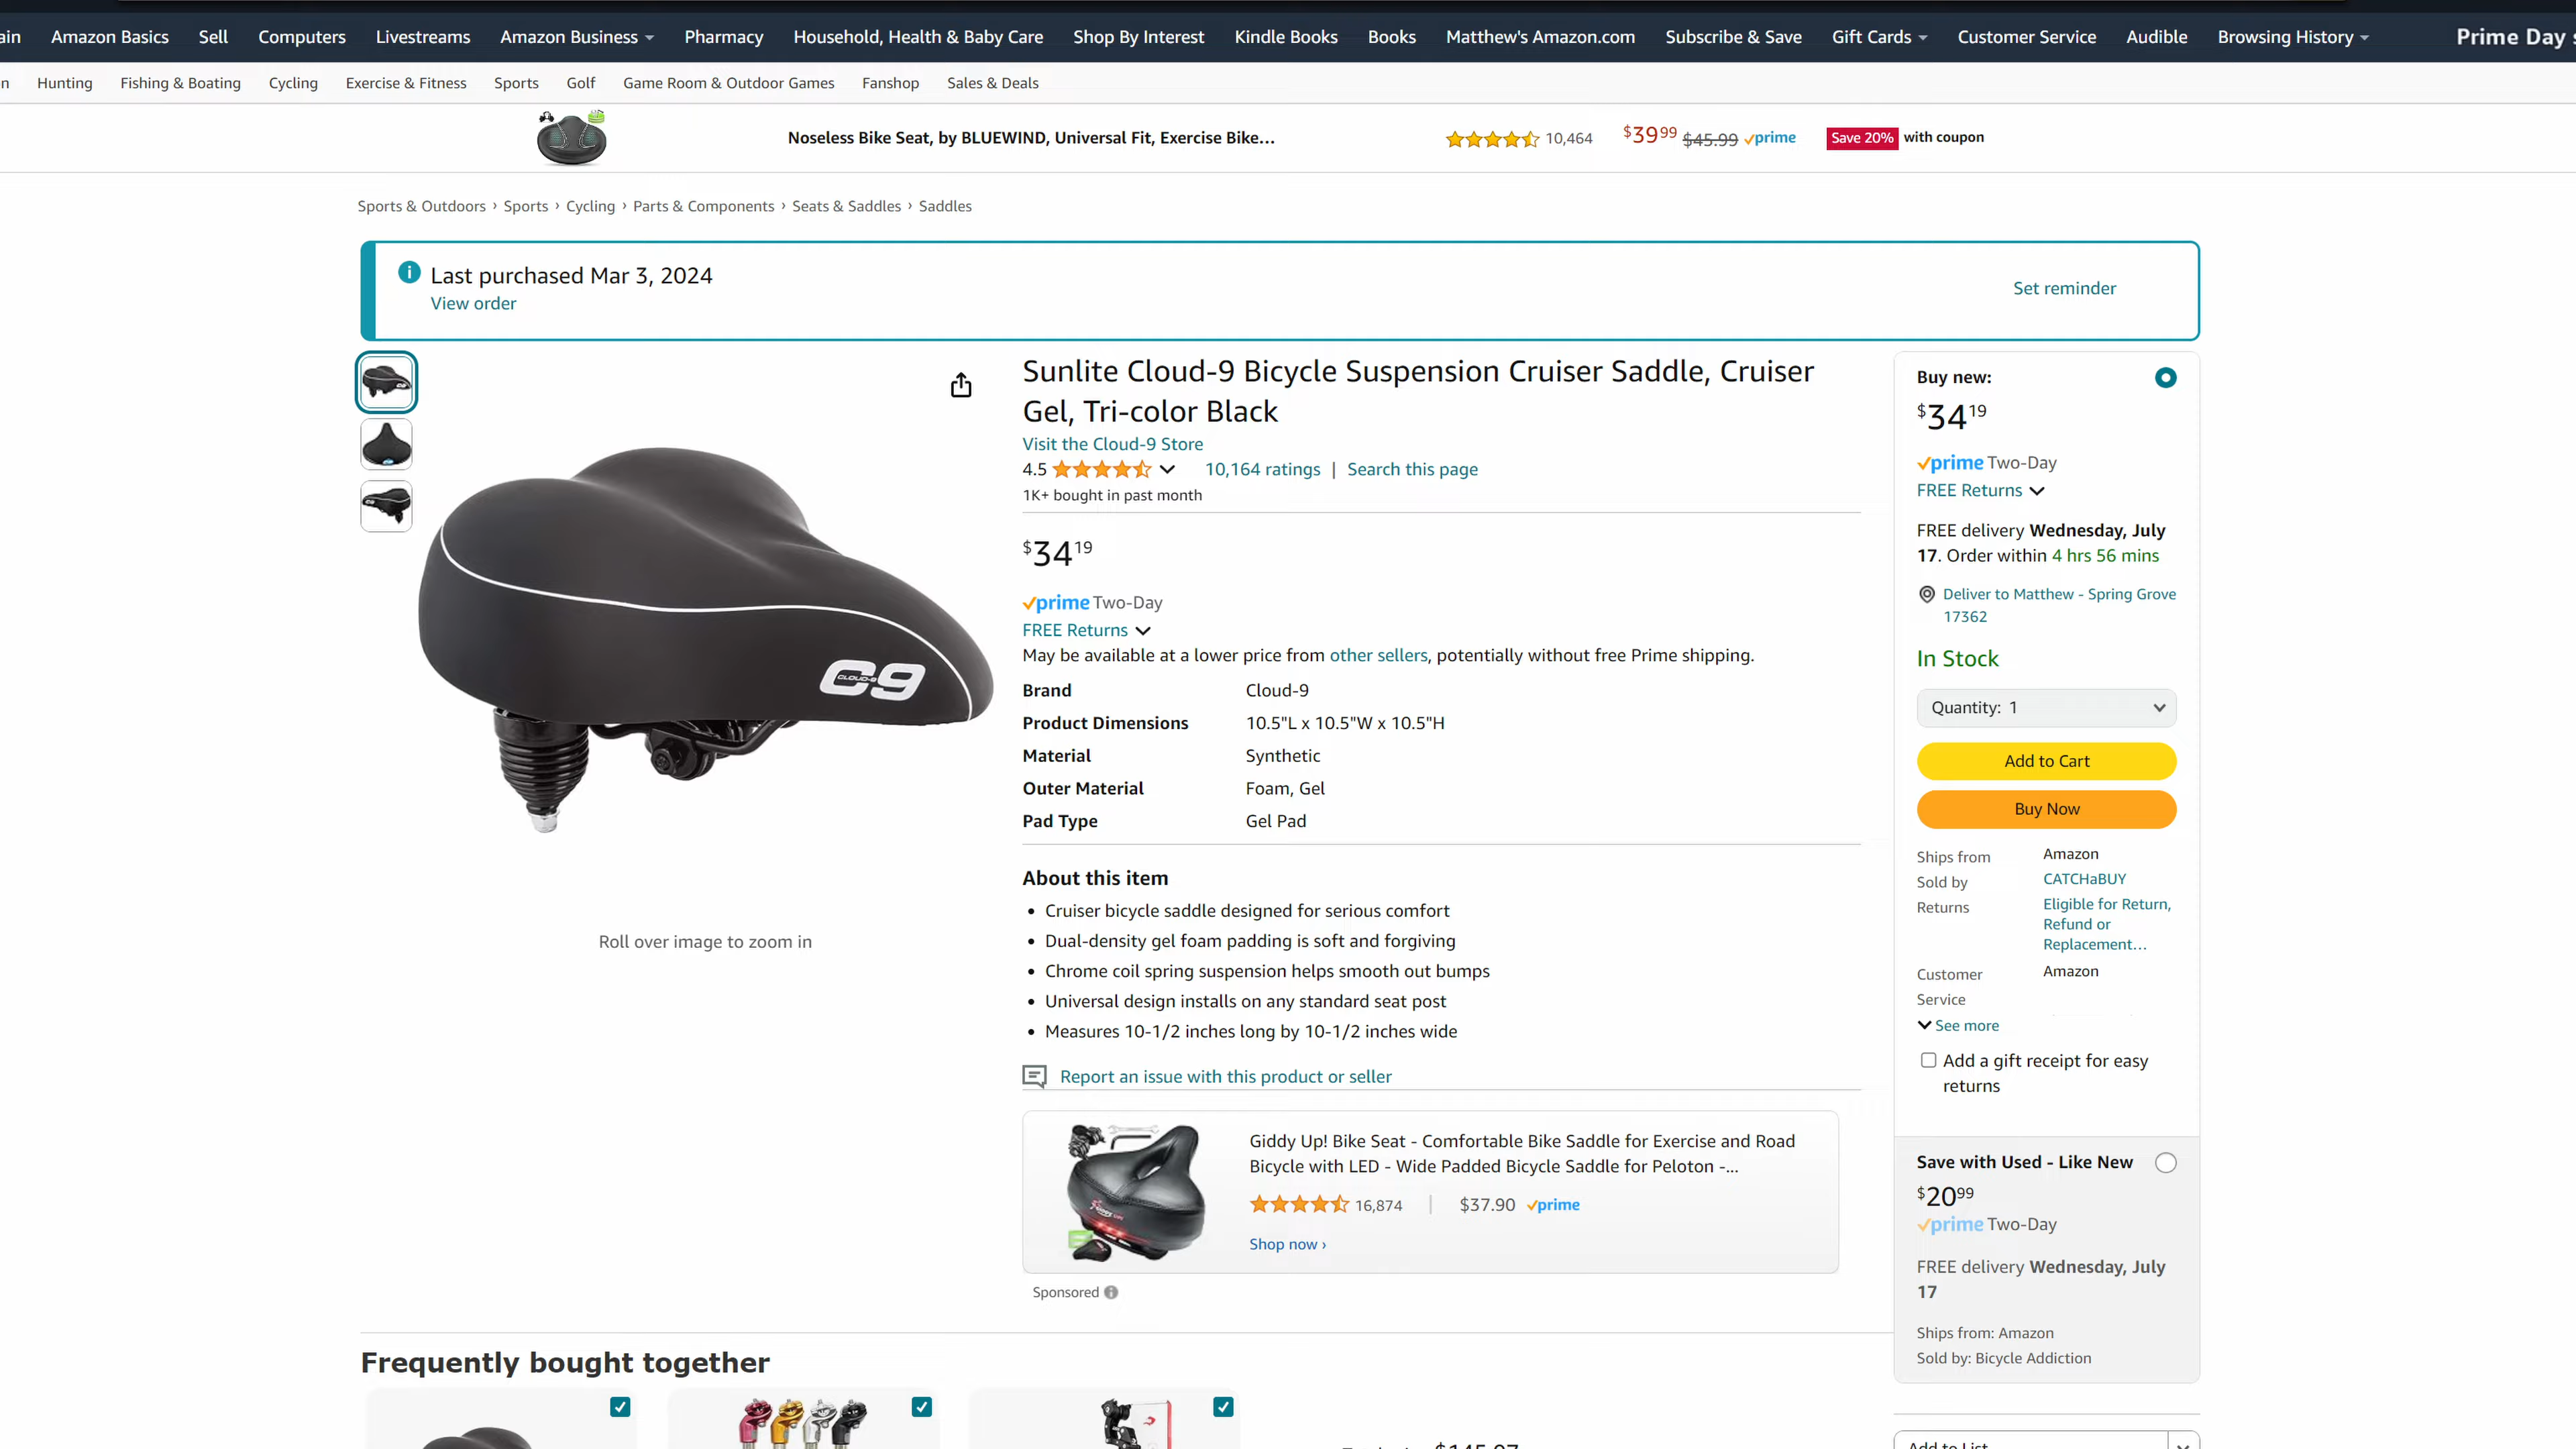 ain Amazon Basics Sell Computers Livestreams Amazon Business Pharmacy Household, Health & Baby Care Shop By Interest Kindle Books Books Matthew's Amazon.com Subscribe & Save Gift Cards Customer Service Audible Browsing History Prime Day
n Hunting Fishing & Boating Cycling Exercise & Fitness Sports Golf Game Room & Outdoor Games Fanshop Sales & Deals
Noseless Bike Seat, by BLUEWIND, Universal Fit, Exercise Bike... 10,464 $39.99 $45.99 prime Save 20% with coupon
Sports & Outdoors › Sports › Cycling › Parts & Components › Seats & Saddles › Saddles
Last purchased Mar 3, 2024
View order
Set reminder
C9
CLOUD-9
Roll over image to zoom in
Sunlite Cloud-9 Bicycle Suspension Cruiser Saddle, Cruiser
Gel, Tri-color Black
Visit the Cloud-9 Store
4.5 10,164 ratings | Search this page
1K+ bought in past month
$34.19
prime Two-Day
FREE Returns
May be available at a lower price from other sellers, potentially without free Prime shipping.
Brand Cloud-9
Product Dimensions 10.5"L x 10.5"W x 10.5"H
Material Synthetic
Outer Material Foam, Gel
Pad Type Gel Pad
About this item
• Cruiser bicycle saddle designed for serious comfort
• Dual-density gel foam padding is soft and forgiving
• Chrome coil spring suspension helps smooth out bumps
• Universal design installs on any standard seat post
• Measures 10-1/2 inches long by 10-1/2 inches wide
Report an issue with this product or seller
Giddy Up! Bike Seat - Comfortable Bike Saddle for Exercise and Road
Bicycle with LED - Wide Padded Bicycle Saddle for Peloton -...
16,874 | $37.90 prime
Shop now ›
Sponsored
Buy new:
$34.19
prime Two-Day
FREE Returns
FREE delivery Wednesday, July
17. Order within 4 hrs 56 mins
Deliver to Matthew - Spring Grove
17362
In Stock
Quantity: 1
Add to Cart
Buy Now
Ships from Amazon
Sold by CATCHaBUY
Returns Eligible for Return,
Refund or
Replacement...
Customer Amazon
Service
See more
Add a gift receipt for easy
returns
Save with Used - Like New
$20.99
prime Two-Day
FREE delivery Wednesday, July
17
Ships from: Amazon
Sold by: Bicycle Addiction
Add to List
Frequently bought together